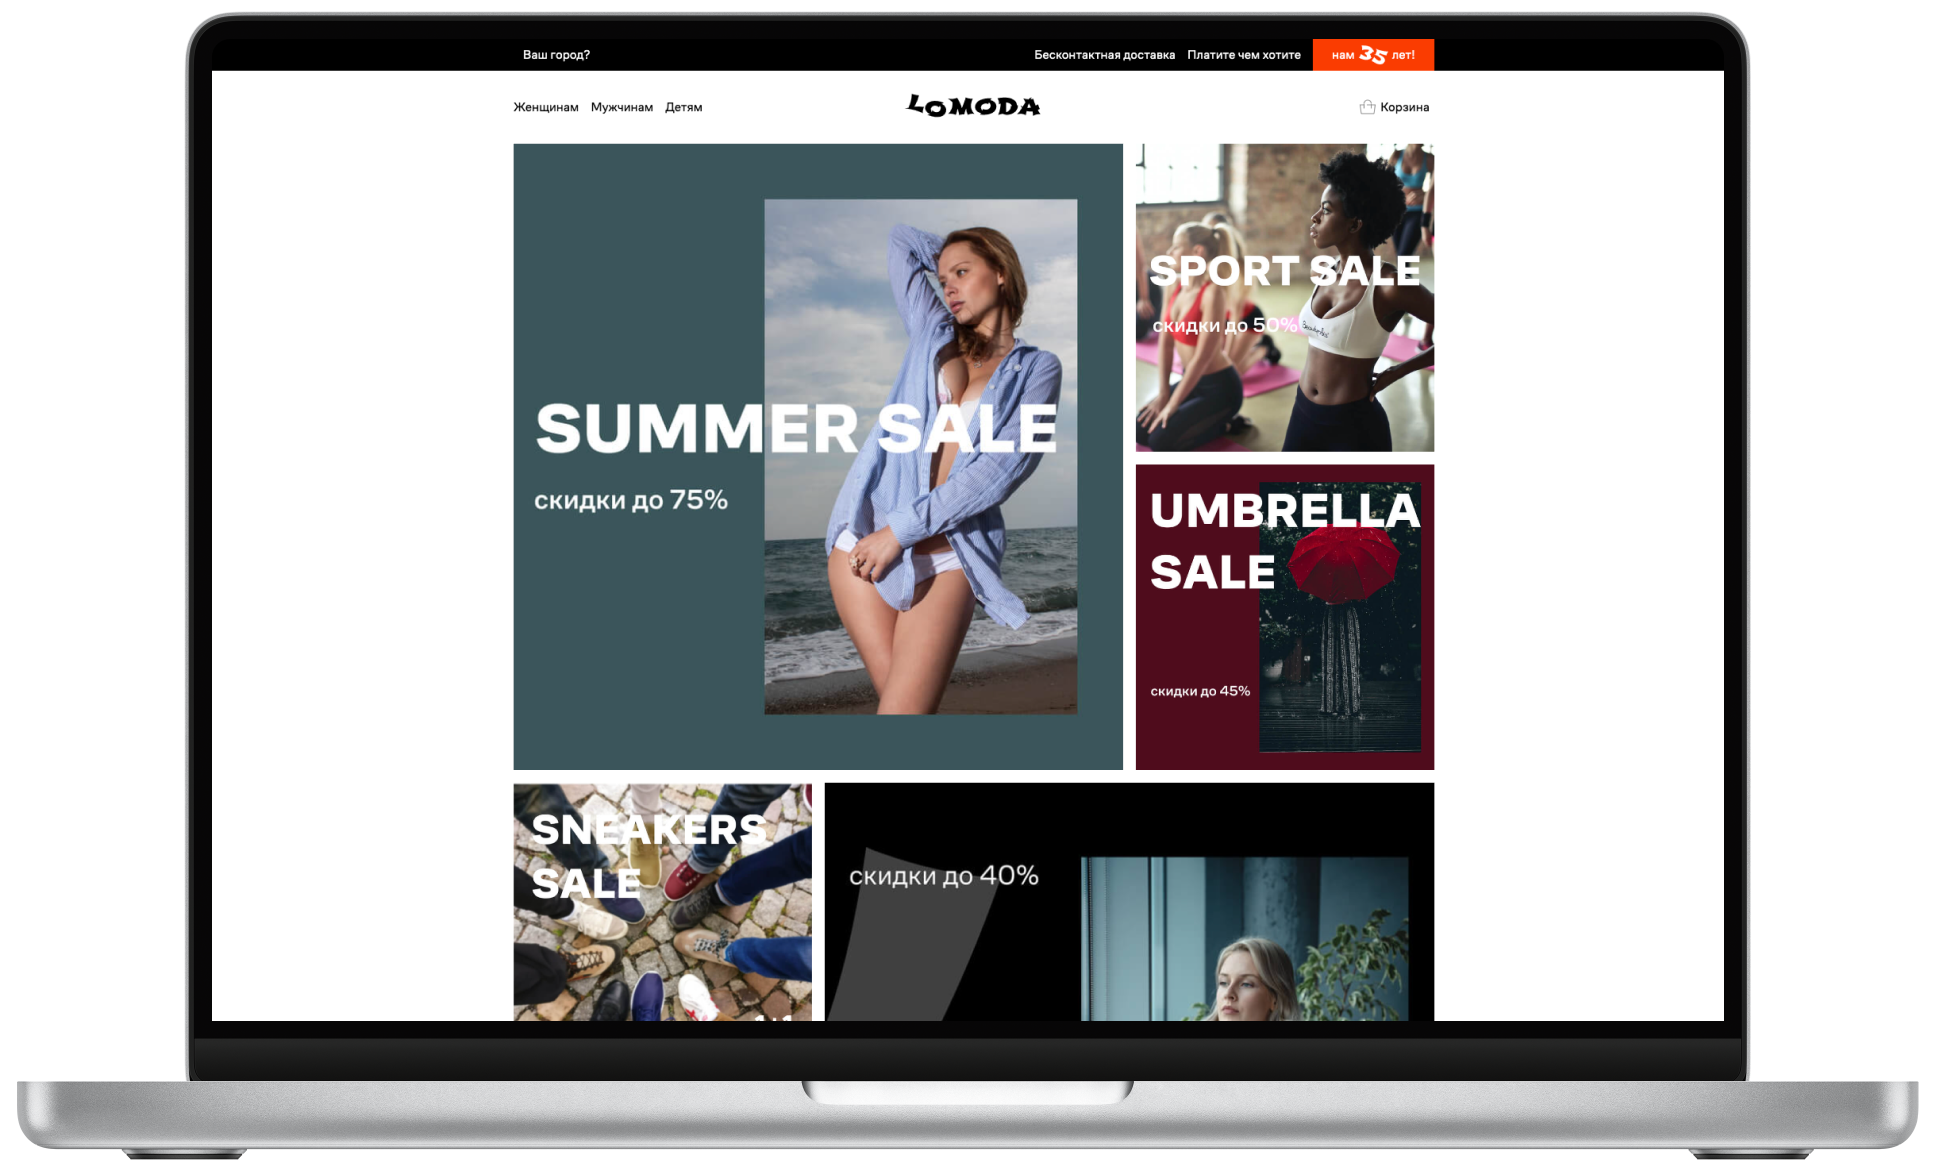 Ваш город?
Бесконтактная доставка
Платите чем хотите
нам 35 лет!
Женщинам Мужчинам Детям
LOMODA
Корзина
SUMMER SALE
скидки до 75%
SPORT SALE
скидки до 50%
UMBRELLA
SALE
скидки до 45%
SNEAKERS
SALE
скидки до 40%